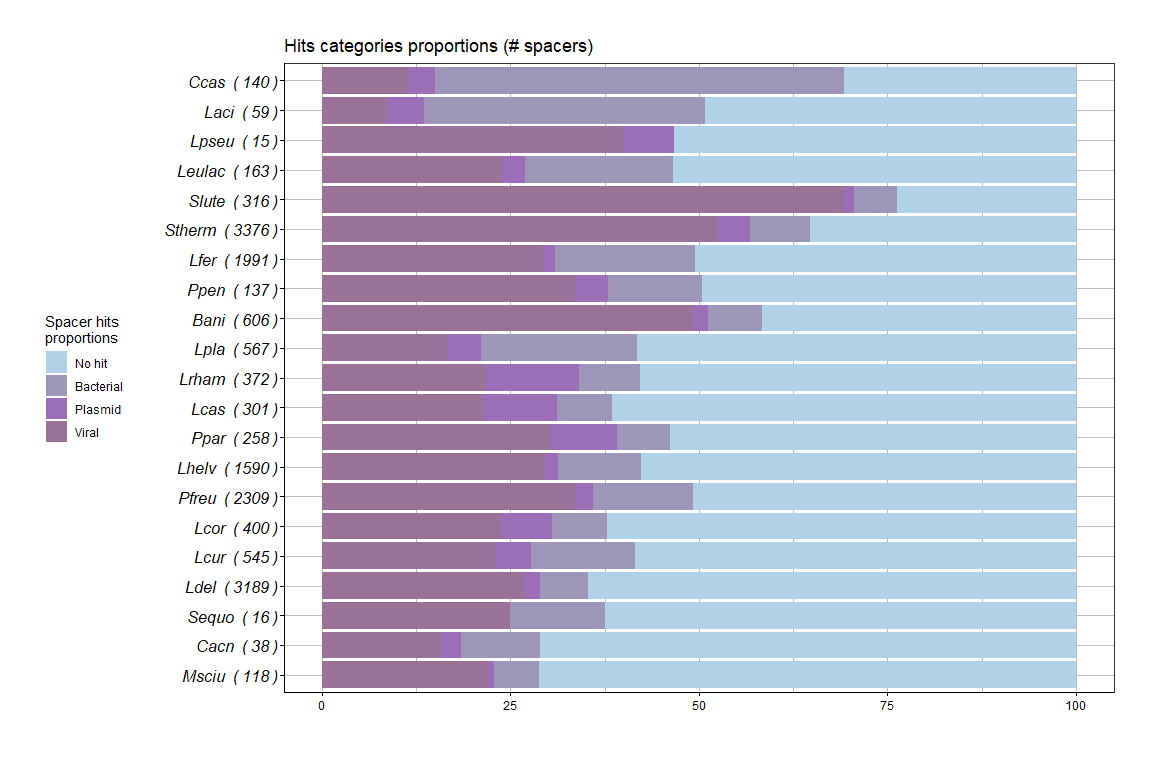 Hits categories proportions (# spacers)
Ccas ( 140 )
Laci ( 59 )
Lpseu ( 15 )
Leulac ( 163 )
Slute ( 316 )
Stherm ( 3376 )
Lfer ( 1991 )
Ppen ( 137 )
Bani ( 606 )
Lpla ( 567 )
Lrham ( 372 )
Lcas ( 301 )
Ppar ( 258 )
Lhelv ( 1590 )
Pfreu ( 2309 )
Lcor ( 400 )
Lcur ( 545 )
Ldel ( 3189 )
Sequo ( 16 )
Cacn ( 38 )
Msciu ( 118 )
0 25 50 75 100
Spacer hits
proportions
No hit
Bacterial
Plasmid
Viral